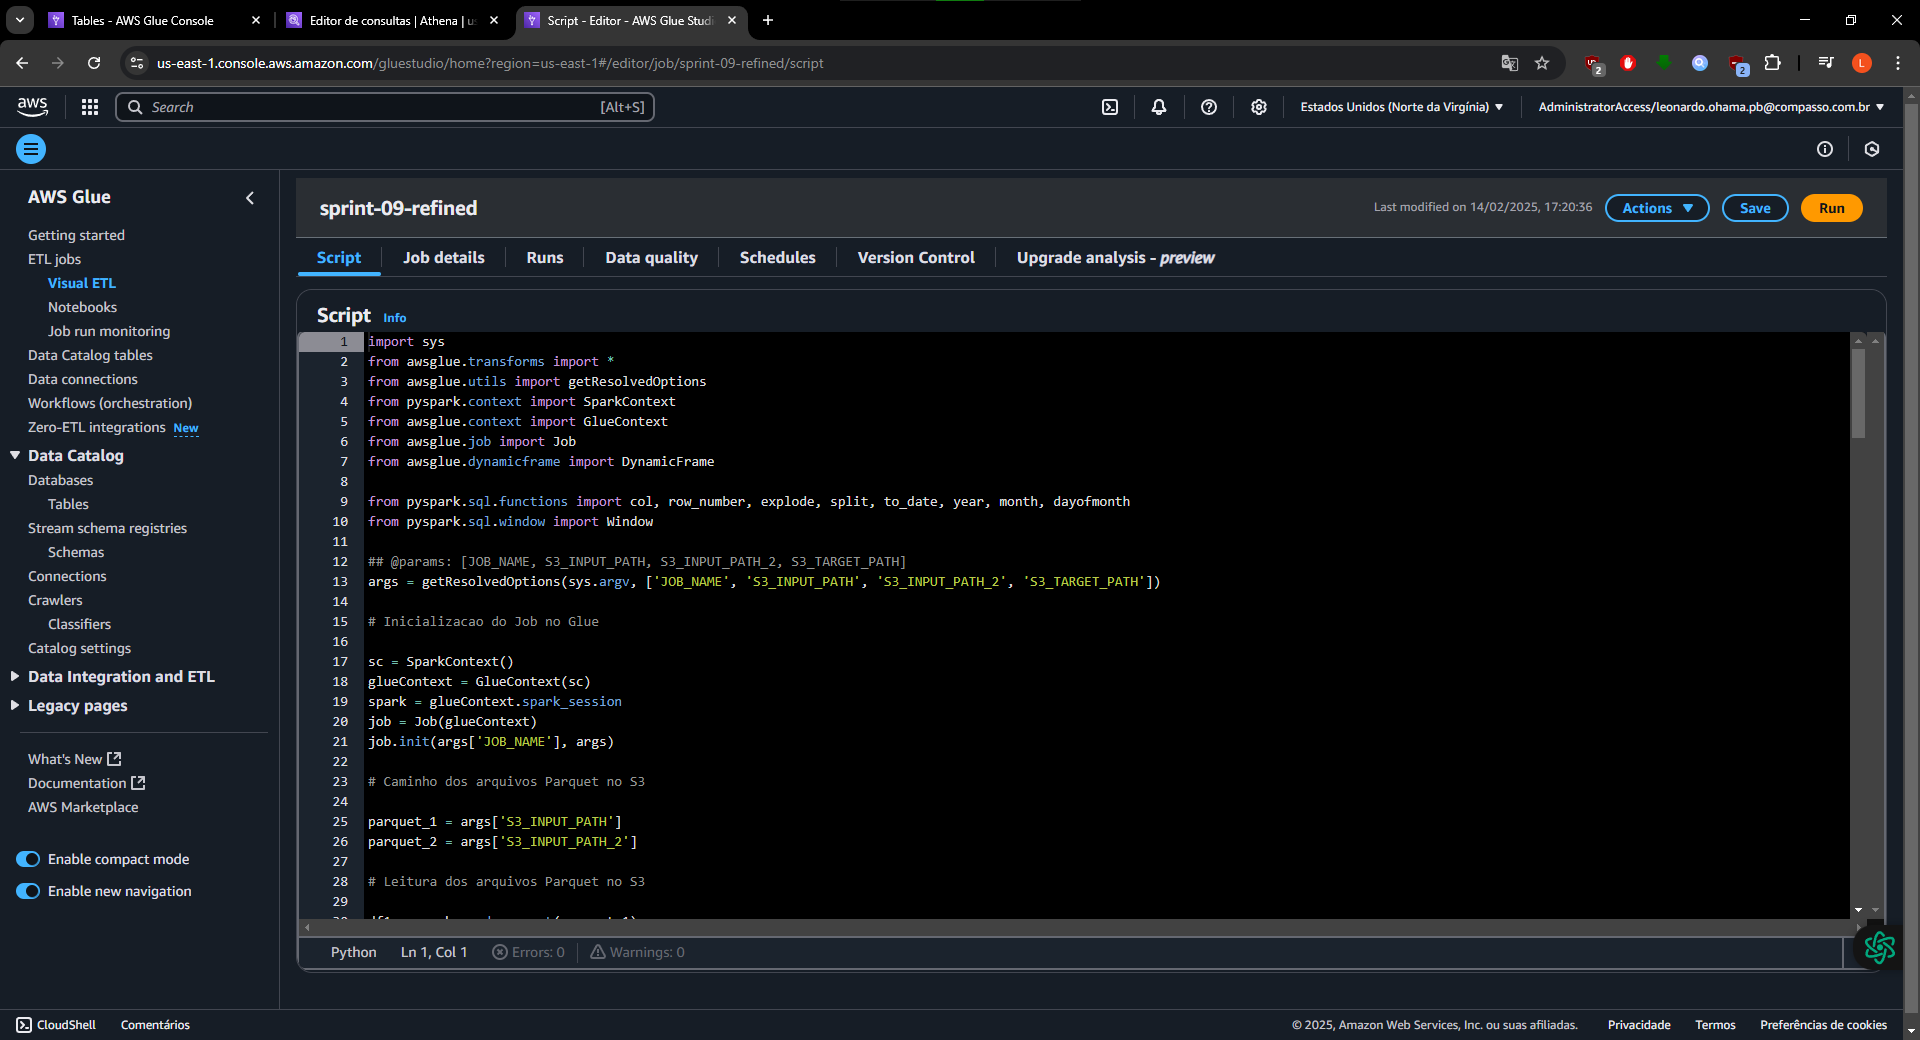 Tables - AWS Glue Console
Editor de consultas | Athena | us
Script - Editor - AWS Glue Studi
us-east-1.console.aws.amazon.com/gluestudio/home?region=us-east-1#/editor/job/sprint-09-refined/script
2
2
L
aws
Search
[Alt+S]
Estados Unidos (Norte da Virgínia)
AdministratorAccess/leonardo.ohama.pb@compasso.com.br
AWS Glue
Getting started
ETL jobs
Visual ETL
Notebooks
Job run monitoring
Data Catalog tables
Data connections
Workflows (orchestration)
Zero-ETL integrations New
Data Catalog
Databases
Tables
Stream schema registries
Schemas
Connections
Crawlers
Classifiers
Catalog settings
Data Integration and ETL
Legacy pages
What's New
Documentation
AWS Marketplace
Enable compact mode
Enable new navigation
sprint-09-refined
Last modified on 14/02/2025, 17:20:36
Actions
Save
Run
Script
Job details
Runs
Data quality
Schedules
Version Control
Upgrade analysis - preview
Script Info
1 import sys
2 from awsglue.transforms import *
3 from awsglue.utils import getResolvedOptions
4 from pyspark.context import SparkContext
5 from awsglue.context import GlueContext
6 from awsglue.job import Job
7 from awsglue.dynamicframe import DynamicFrame
8
9 from pyspark.sql.functions import col, row_number, explode, split, to_date, year, month, dayofmonth
10 from pyspark.sql.window import Window
11
12 ## @params: [JOB_NAME, S3_INPUT_PATH, S3_INPUT_PATH_2, S3_TARGET_PATH]
13 args = getResolvedOptions(sys.argv, ['JOB_NAME', 'S3_INPUT_PATH', 'S3_INPUT_PATH_2', 'S3_TARGET_PATH'])
14
15 # Inicializacao do Job no Glue
16
17 sc = SparkContext()
18 glueContext = GlueContext(sc)
19 spark = glueContext.spark_session
20 job = Job(glueContext)
21 job.init(args['JOB_NAME'], args)
22
23 # Caminho dos arquivos Parquet no S3
24
25 parquet_1 = args['S3_INPUT_PATH']
26 parquet_2 = args['S3_INPUT_PATH_2']
27
28 # Leitura dos arquivos Parquet no S3
29
Python
Ln 1, Col 1
Errors: 0
Warnings: 0
CloudShell
Comentários
© 2025, Amazon Web Services, Inc. ou suas afiliadas.
Privacidade
Termos
Preferências de cookies